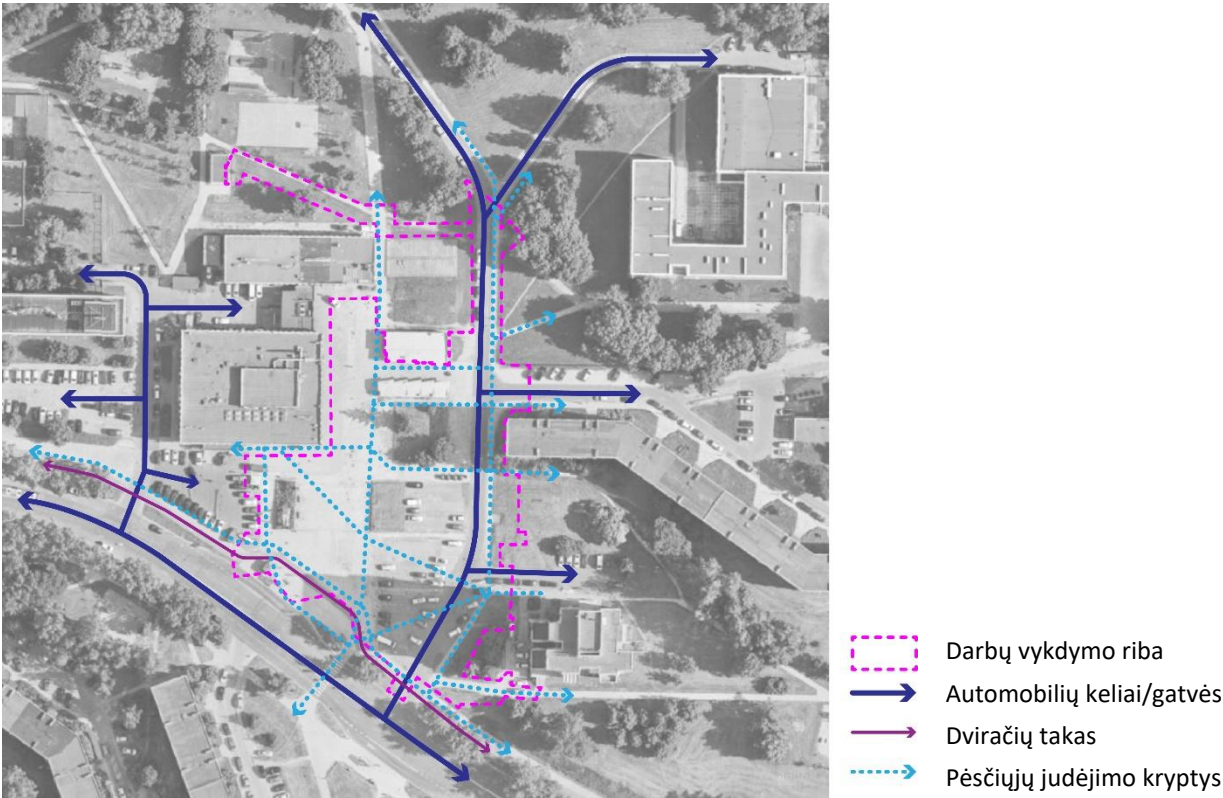 Darbų vykdymo riba
Automobilių keliai/gatvės
Dviračių takas
Pėsčiųjų judėjimo kryptys